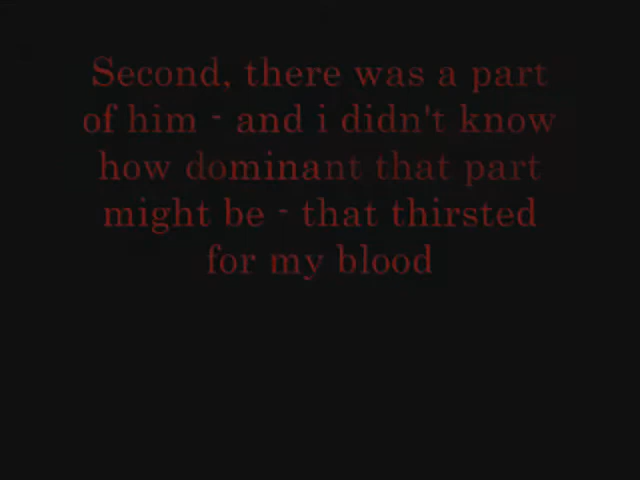 Second, there was a part
of him - and i didn't know
how dominant that part
might be - that thirsted
for my blood